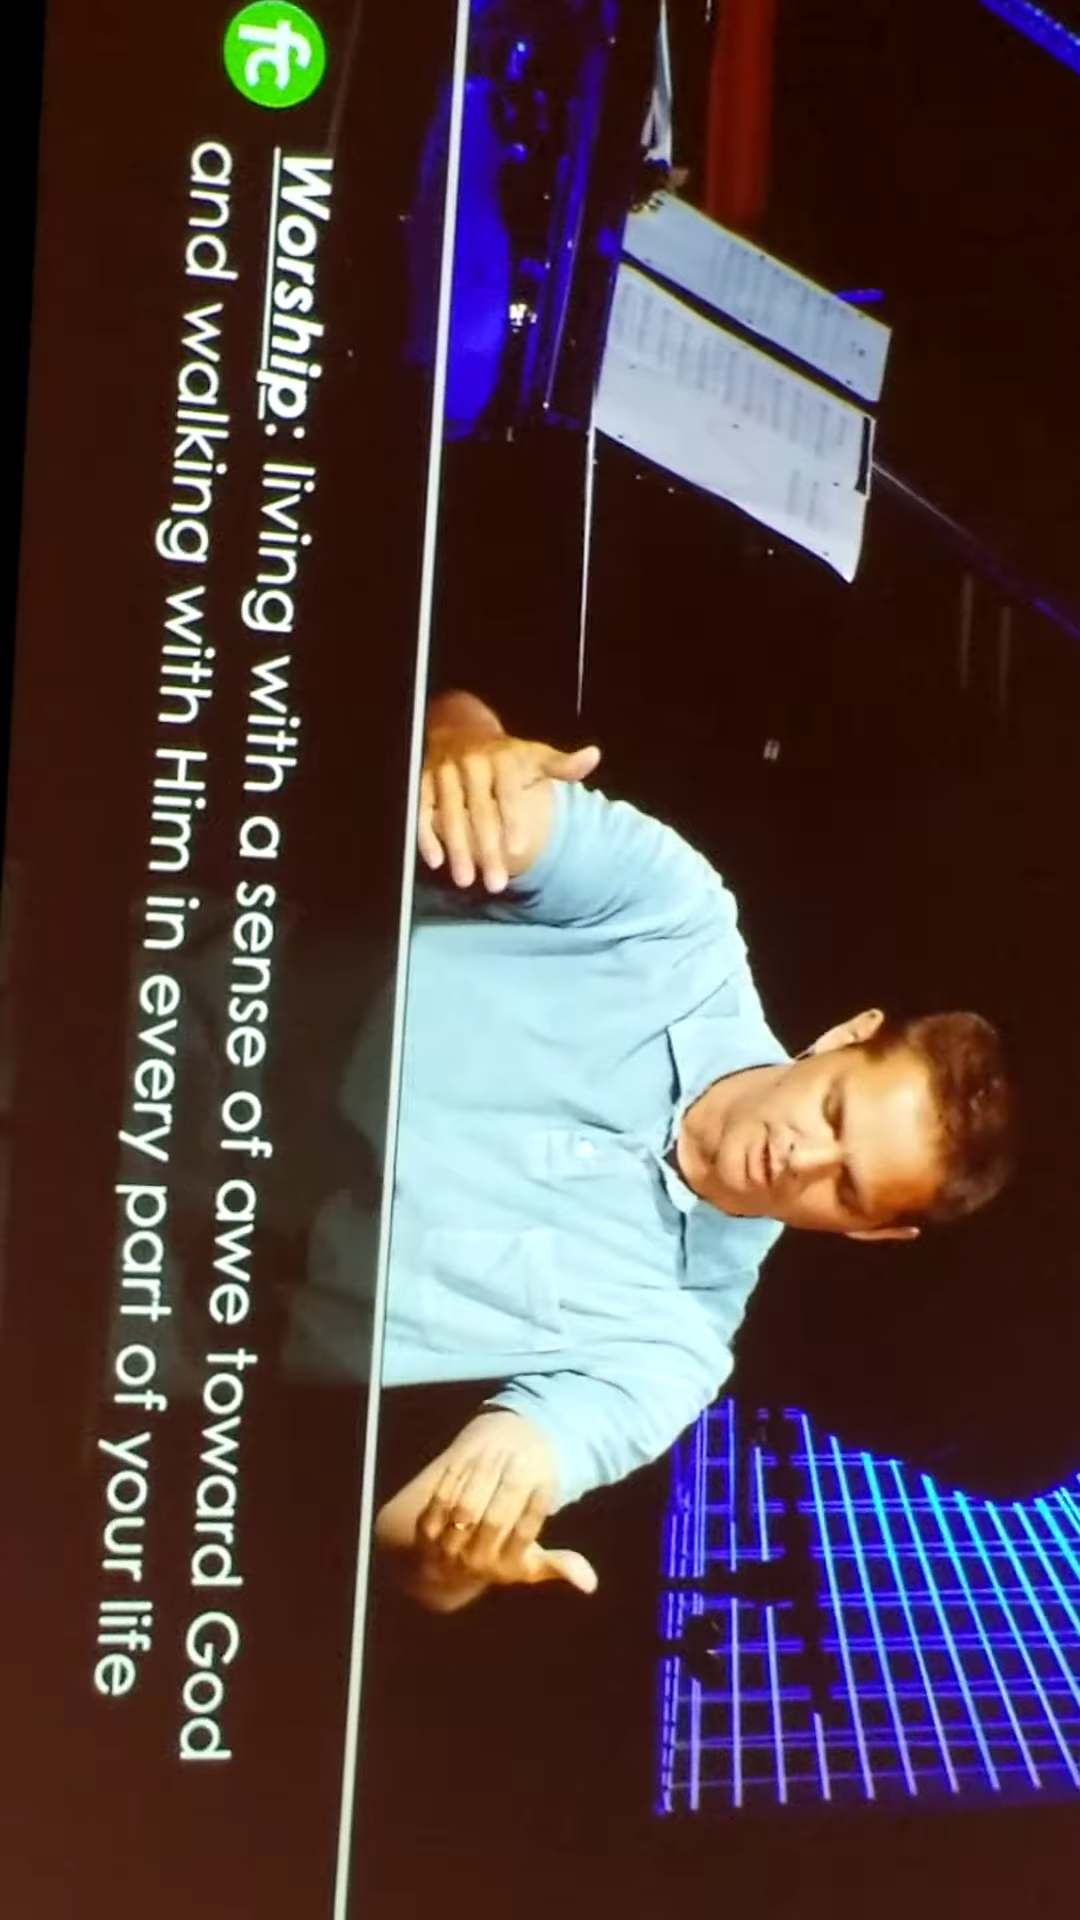 fc
Worship: living with a sense of awe toward God
and walking with Him in every part of your life